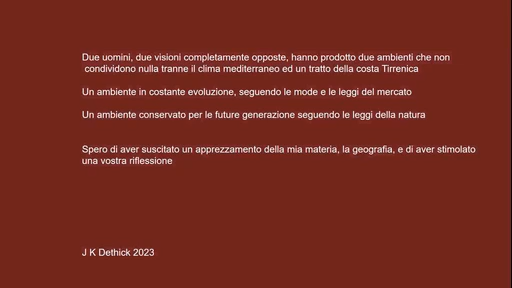 Due uomini, due visioni completamente opposte, hanno prodotto due ambienti che non
condividono nulla tranne il clima mediterraneo ed un tratto della costa Tirrenica
Un ambiente in costante evoluzione, seguendo le mode e le leggi del mercato
Un ambiente conservato per le future generazione seguendo le leggi della natura
Spero di aver suscitato un apprezzamento della mia materia, la geografia, e di aver stimolato
una vostra riflessione
J K Dethick 2023